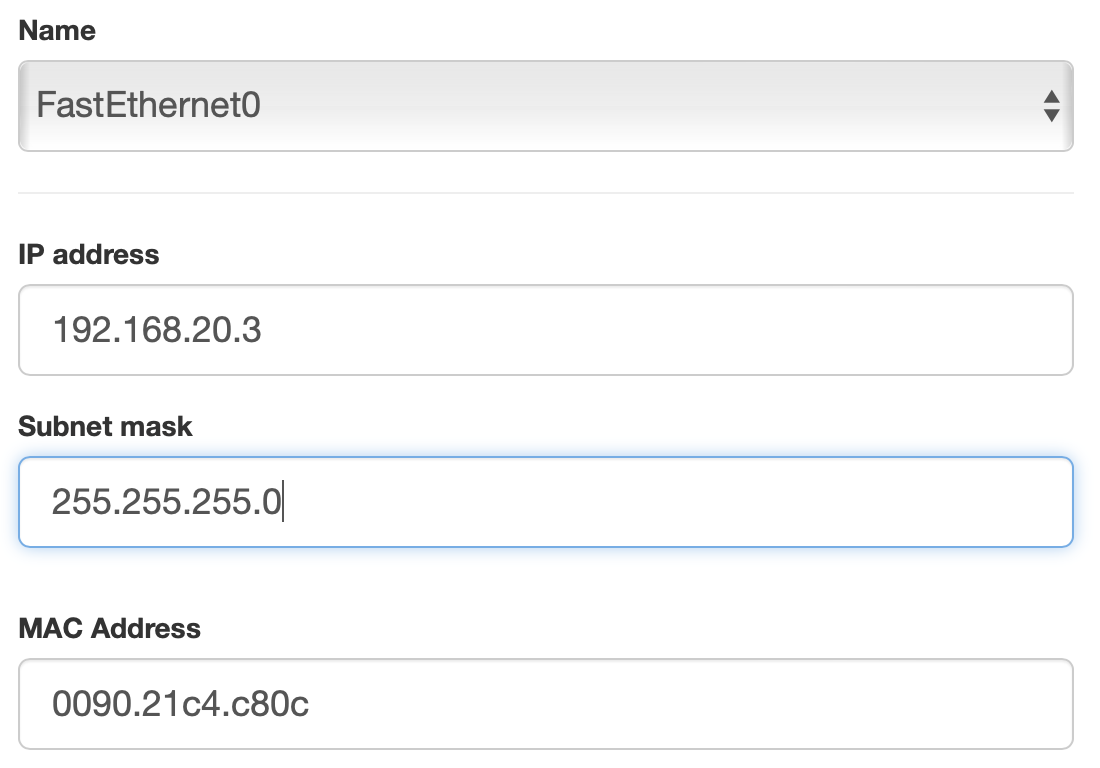 Name
FastEthernet0
IP address
192.168.20.3
Subnet mask
255.255.255.0
MAC Address
0090.21c4.c80c